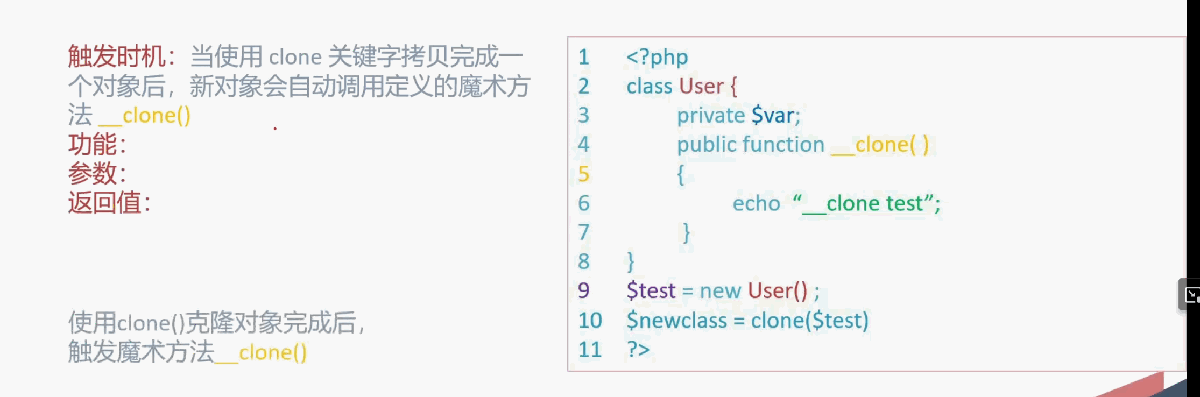 触发时机：当使用 clone 关键字拷贝完成一
个对象后，新对象会自动调用定义的魔术方
法 __clone()
功能：
参数：
返回值：
使用clone()克隆对象完成后，
触发魔术方法__clone()
1 <?php
2 class User {
3 private $var;
4 public function __clone( )
5 {
6 echo “__clone test”;
7 }
8 }
9 $test = new User() ;
10 $newclass = clone($test)
11 ?>